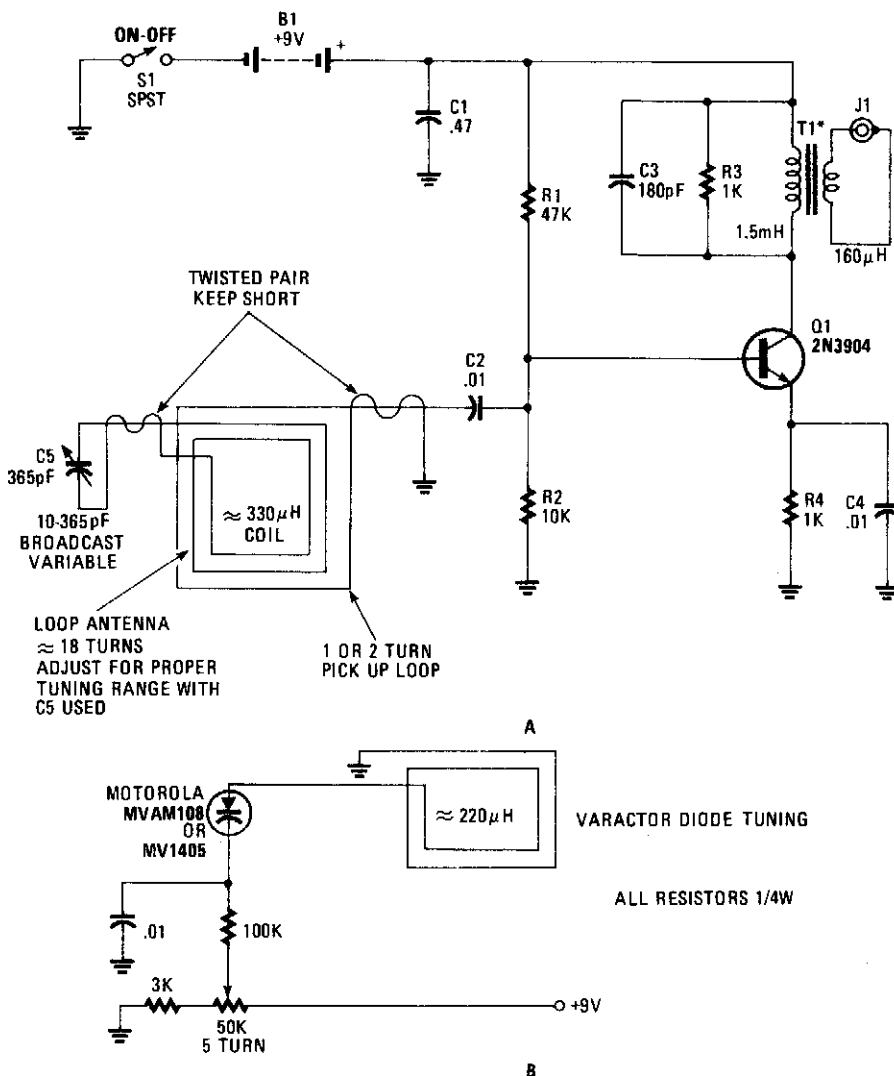 ON-OFF
S1
SPST
B1
+9V
+
C1
.47
R1
47K
C3
180pF
R3
1K
T1*
J1
1.5mH
160μH
Q1
2N3904
TWISTED PAIR
KEEP SHORT
C2
.01
C5
365pF
10-365pF
BROADCAST
VARIABLE
≈ 330μH
COIL
R2
10K
R4
1K
C4
.01
LOOP ANTENNA
≈ 18 TURNS
ADJUST FOR PROPER
TUNING RANGE WITH
C5 USED
1 OR 2 TURN
PICK UP LOOP
A
MOTOROLA
MVAM108
OR
MV1405
≈ 220μH
VARACTOR DIODE TUNING
ALL RESISTORS 1/4W
.01
100K
3K
50K
5 TURN
+9V
B